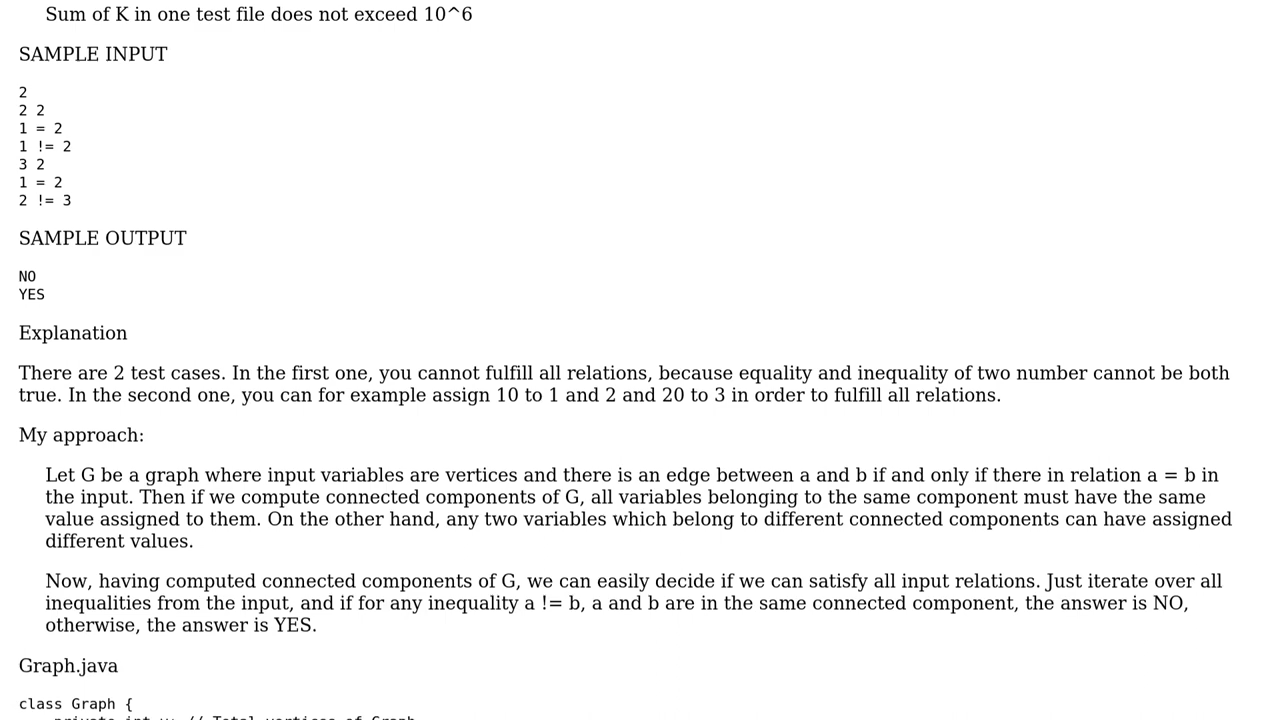 Sum of K in one test file does not exceed 10^6
SAMPLE INPUT
2
2 2
1 = 2
1 != 2
3 2
1 = 2
2 != 3
SAMPLE OUTPUT
NO
YES
Explanation
There are 2 test cases. In the first one, you cannot fulfill all relations, because equality and inequality of two number cannot be both
true. In the second one, you can for example assign 10 to 1 and 2 and 20 to 3 in order to fulfill all relations.
My approach:
Let G be a graph where input variables are vertices and there is an edge between a and b if and only if there in relation a = b in
the input. Then if we compute connected components of G, all variables belonging to the same component must have the same
value assigned to them. On the other hand, any two variables which belong to different connected components can have assigned
different values.
Now, having computed connected components of G, we can easily decide if we can satisfy all input relations. Just iterate over all
inequalities from the input, and if for any inequality a != b, a and b are in the same connected component, the answer is NO,
otherwise, the answer is YES.
Graph.java
class Graph {
private int v; // Total vertices of Graph